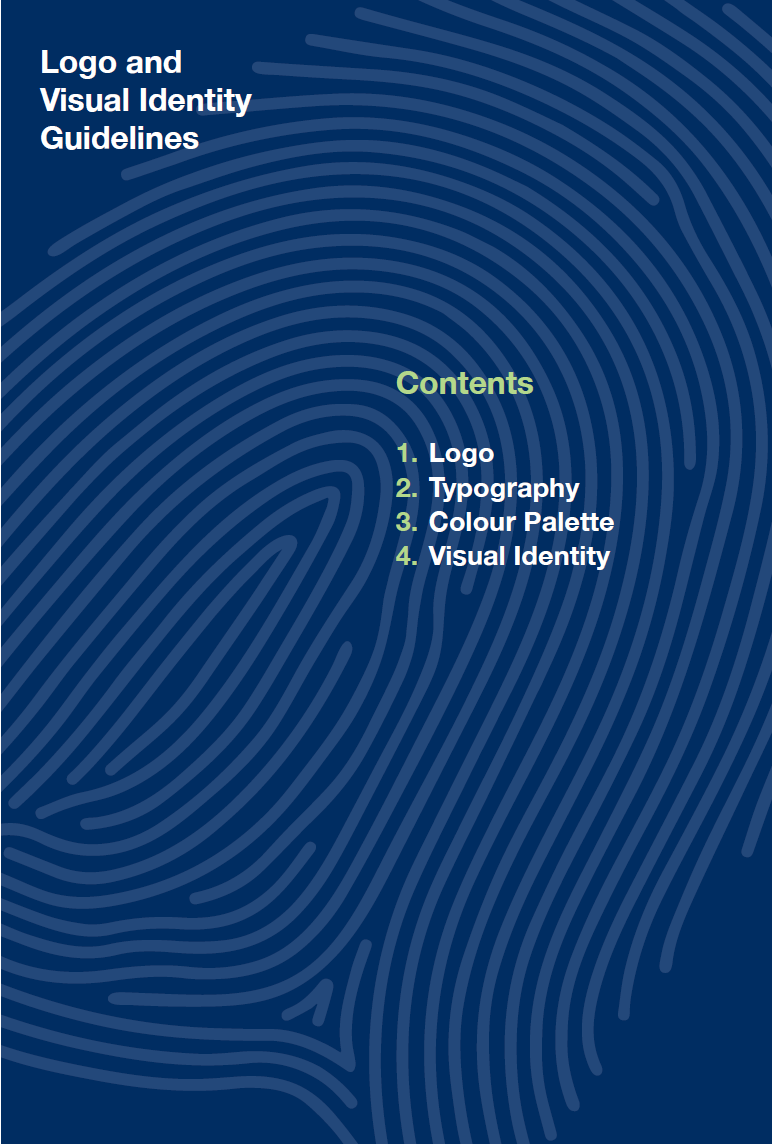 Logo and
Visual Identity
Guidelines
Contents
1. Logo
2. Typography
3. Colour Palette
4. Visual Identity